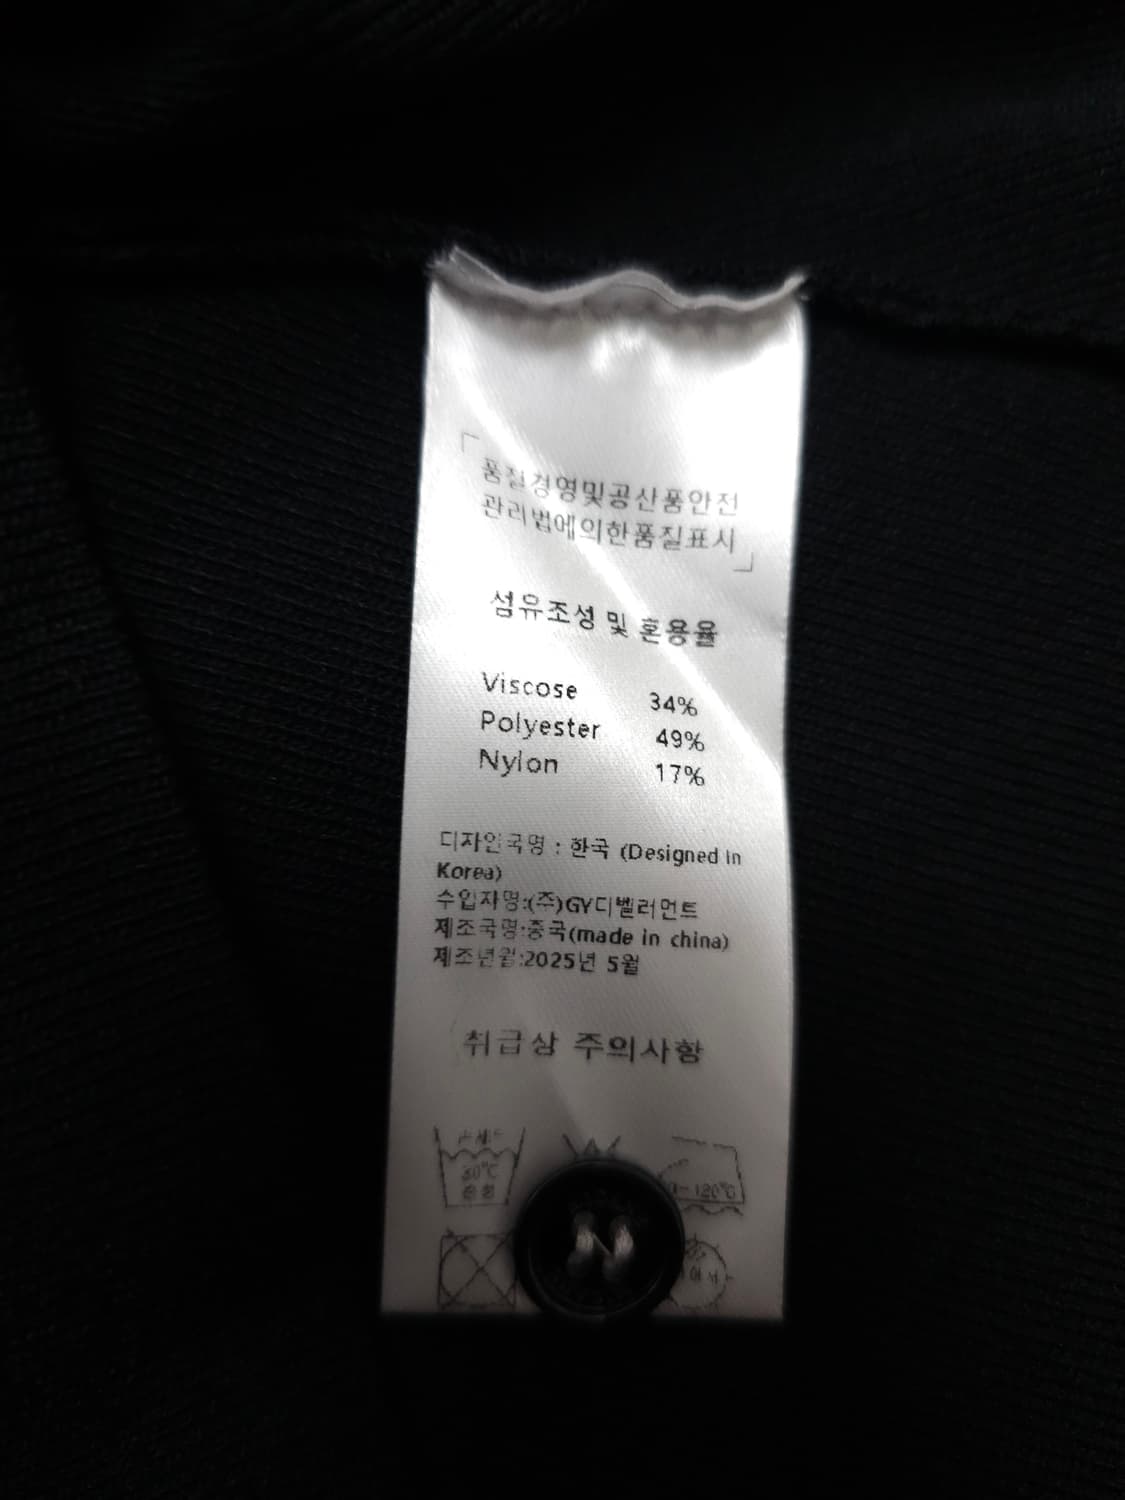 「품질경영및공산품안전
관리법에의한품질표시」
섬유조성 및 혼용율
Viscose 34%
Polyester 49%
Nylon 17%
디자인국명 : 한국 (Designed in
Korea)
수입자명:(주)GY디벨러먼트
제조국명:중국(made in china)
제조년월:2025년 5월
취급상 주의사항
30℃
120℃